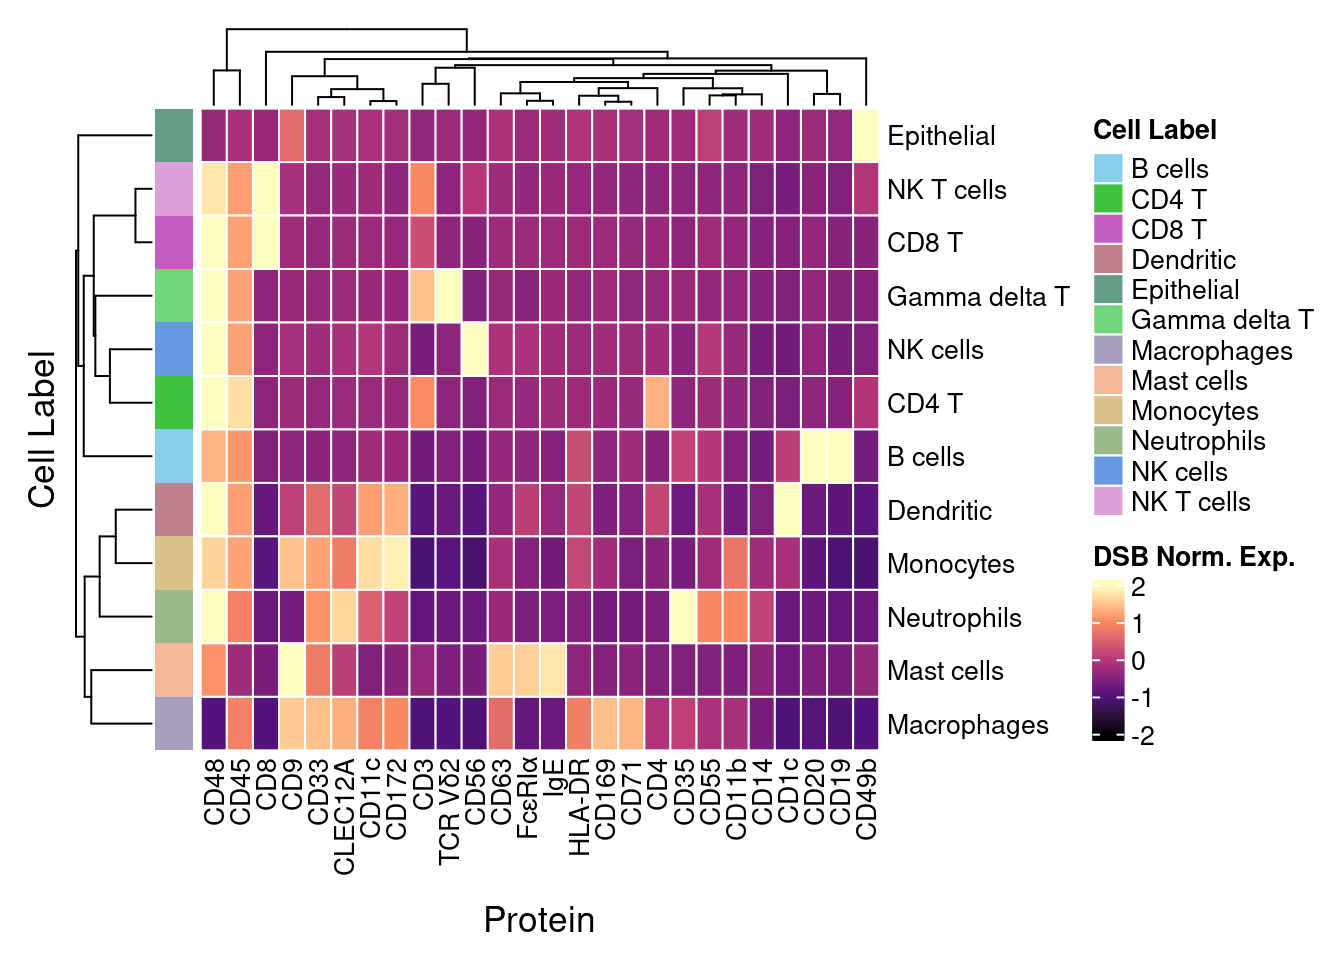 Epithelial
NK T cells
CD8 T
Gamma delta T
NK cells
CD4 T
B cells
Dendritic
Monocytes
Neutrophils
Mast cells
Macrophages
Cell Label
CD48
CD45
CD8
CD9
CD33
CLEC12A
CD11c
CD172
CD3
TCR Vδ2
CD56
CD63
FcεRIα
IgE
HLA-DR
CD169
CD71
CD4
CD35
CD55
CD11b
CD14
CD1c
CD20
CD19
CD49b
Protein
Cell Label
B cells
CD4 T
CD8 T
Dendritic
Epithelial
Gamma delta T
Macrophages
Mast cells
Monocytes
Neutrophils
NK cells
NK T cells
DSB Norm. Exp.
2
1
0
-1
-2